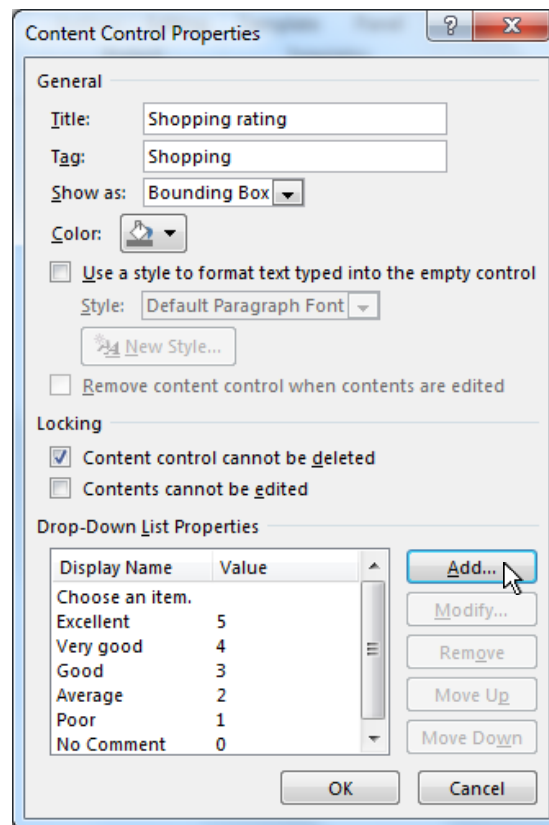 Content Control Properties
General
Title: Shopping rating
Tag: Shopping
Show as: Bounding Box
Color:
Use a style to format text typed into the empty control
Style: Default Paragraph Font
New Style...
Remove content control when contents are edited
Locking
Content control cannot be deleted
Contents cannot be edited
Drop-Down List Properties
Display Name Value
Choose an item.
Excellent 5
Very good 4
Good 3
Average 2
Poor 1
No Comment 0
Add...
Modify...
Remove
Move Up
Move Down
OK Cancel